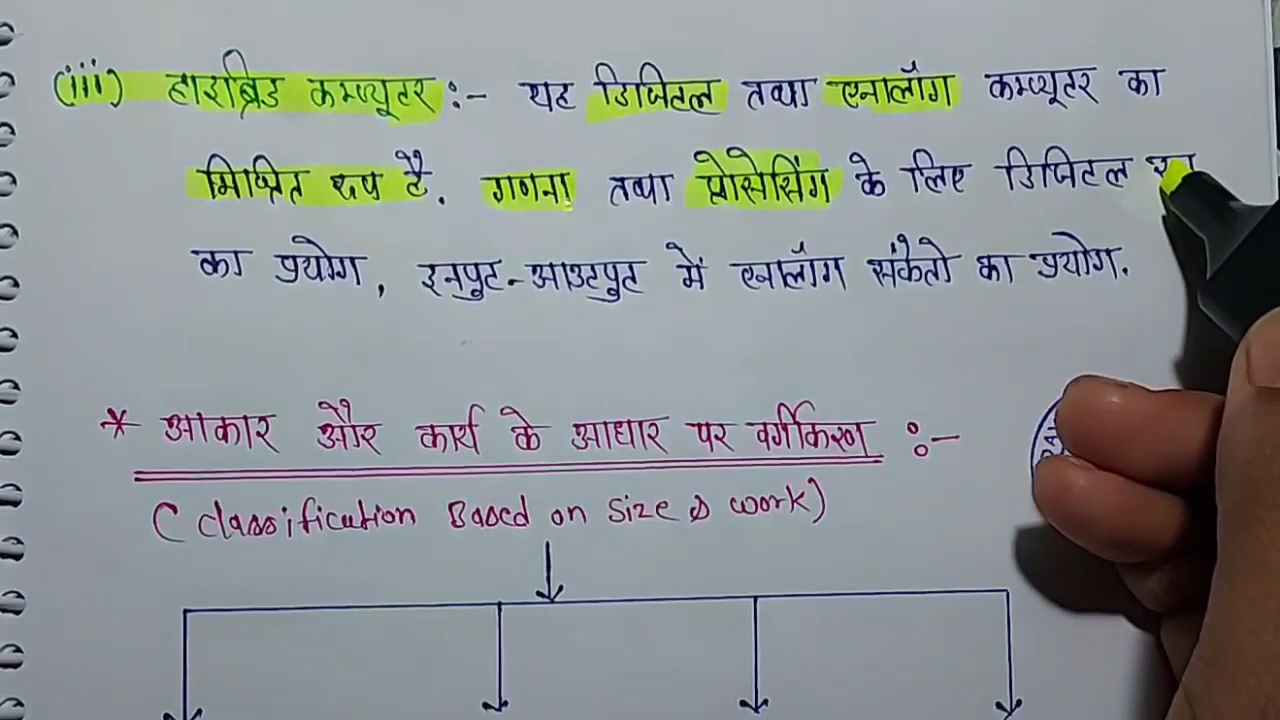 (iii) हाइब्रिड कम्प्यूटर :- यह डिजिटल तथा एनालॉग कम्प्यूटर का
मिश्रित रूप है. गणना तथा प्रोसेसिंग के लिए डिजिटल
का प्रयोग, इनपुट-आउटपुट में एनालॉग संकेतो का प्रयोग.
* आकार और कार्य के आधार पर वर्गीकरण :-
(Classification Based on Size & work)